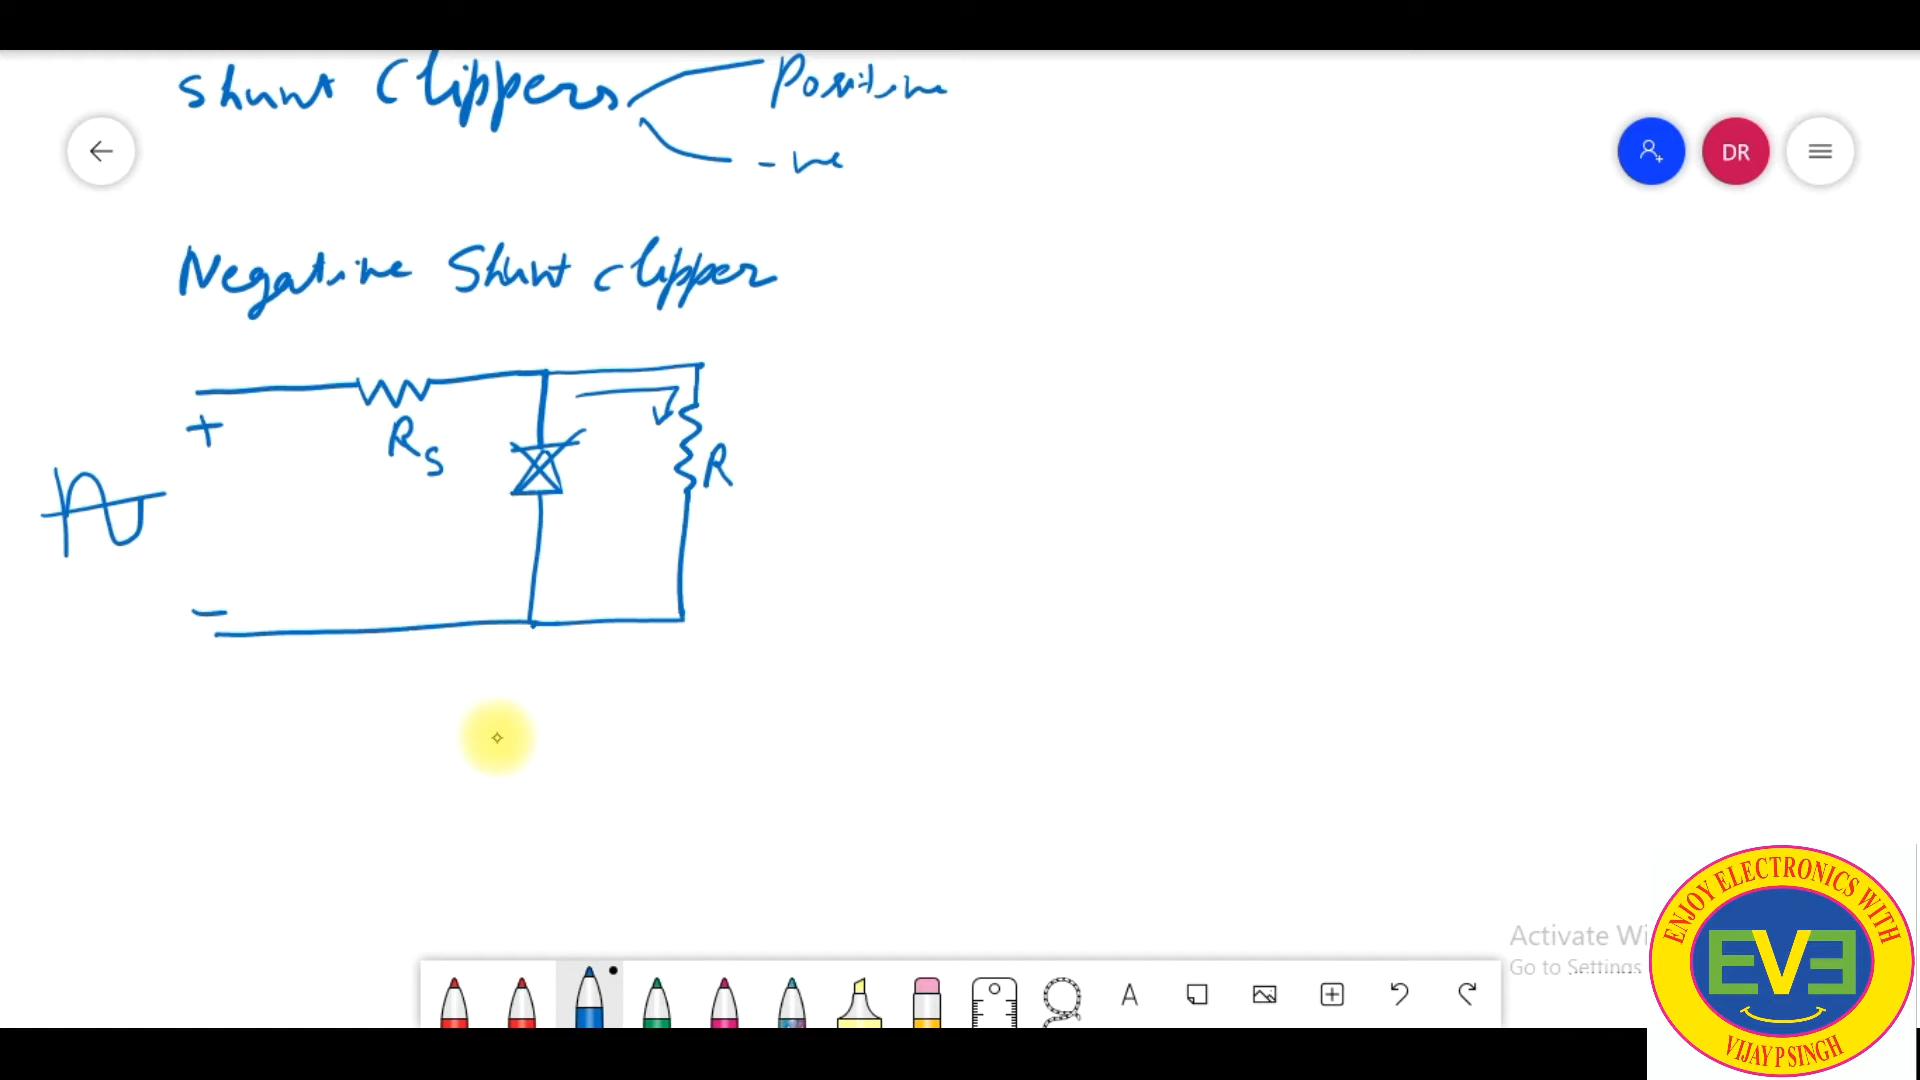 Shunt Clippers
Positive
- ve
Negative Shunt clipper
+
RS
R
-
DR
A
Activate Wi
Go to Settings
ENJOY ELECTRONICS WITH
EVE
VIJAY P SINGH